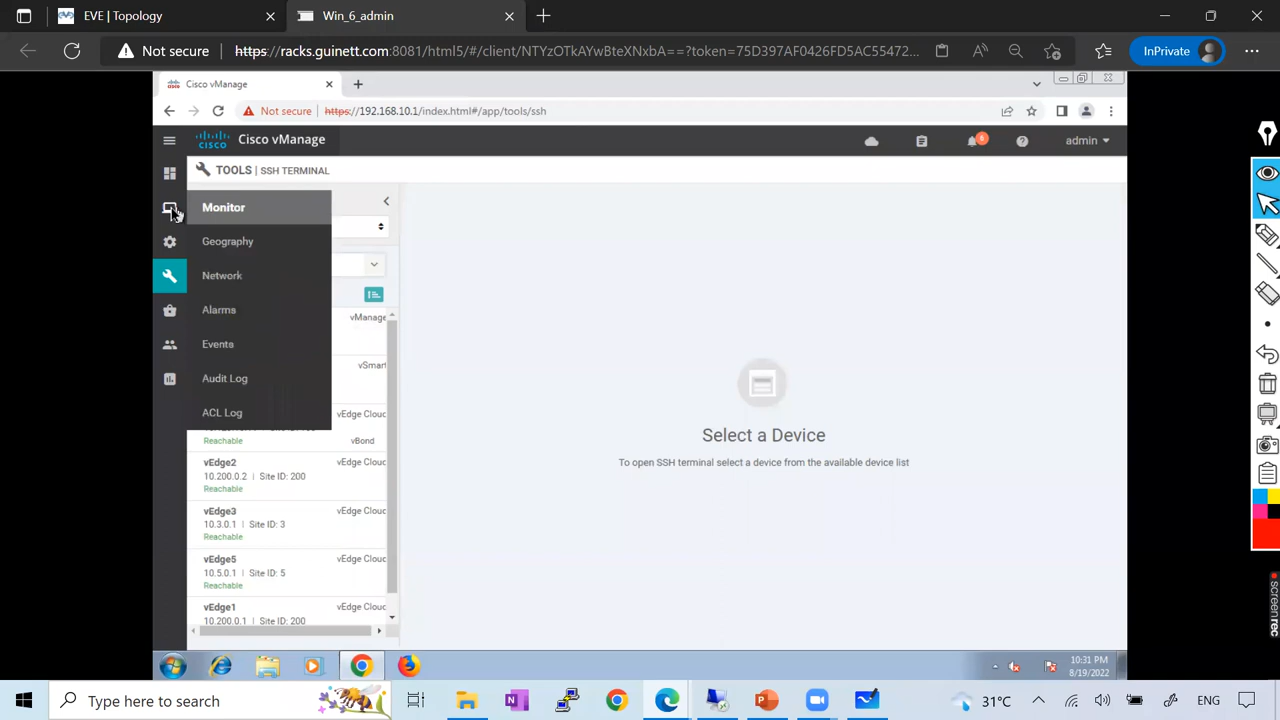 EVE | Topology
Win_6_admin
Not secure
https://racks.guinett.com:8081/html5/#/client/NTYzOTkAYwBteXNxbA==?token=75D397AF0426FD5AC55472...
InPrivate
Cisco vManage
Not secure
https://192.168.10.1/index.html#/app/tools/ssh
CISCO
Cisco vManage
6
admin
TOOLS | SSH TERMINAL
Monitor
Geography
Network
Alarms
vManage
Events
vSmar
Audit Log
ACL Log
vEdge Cloud
Reachable
vBond
vEdge2
vEdge Cloud
10.200.0.2 | Site ID: 200
Reachable
vEdge3
vEdge Cloud
10.3.0.1 | Site ID: 3
Reachable
vEdge5
vEdge Cloud
10.5.0.1 | Site ID: 5
Reachable
vEdge1
vEdge Cloud
10.200.0.1 | Site ID: 200
Select a Device
To open SSH terminal select a device from the available device list
10:31 PM
8/19/2022
screenrec
Type here to search
31°C
ENG